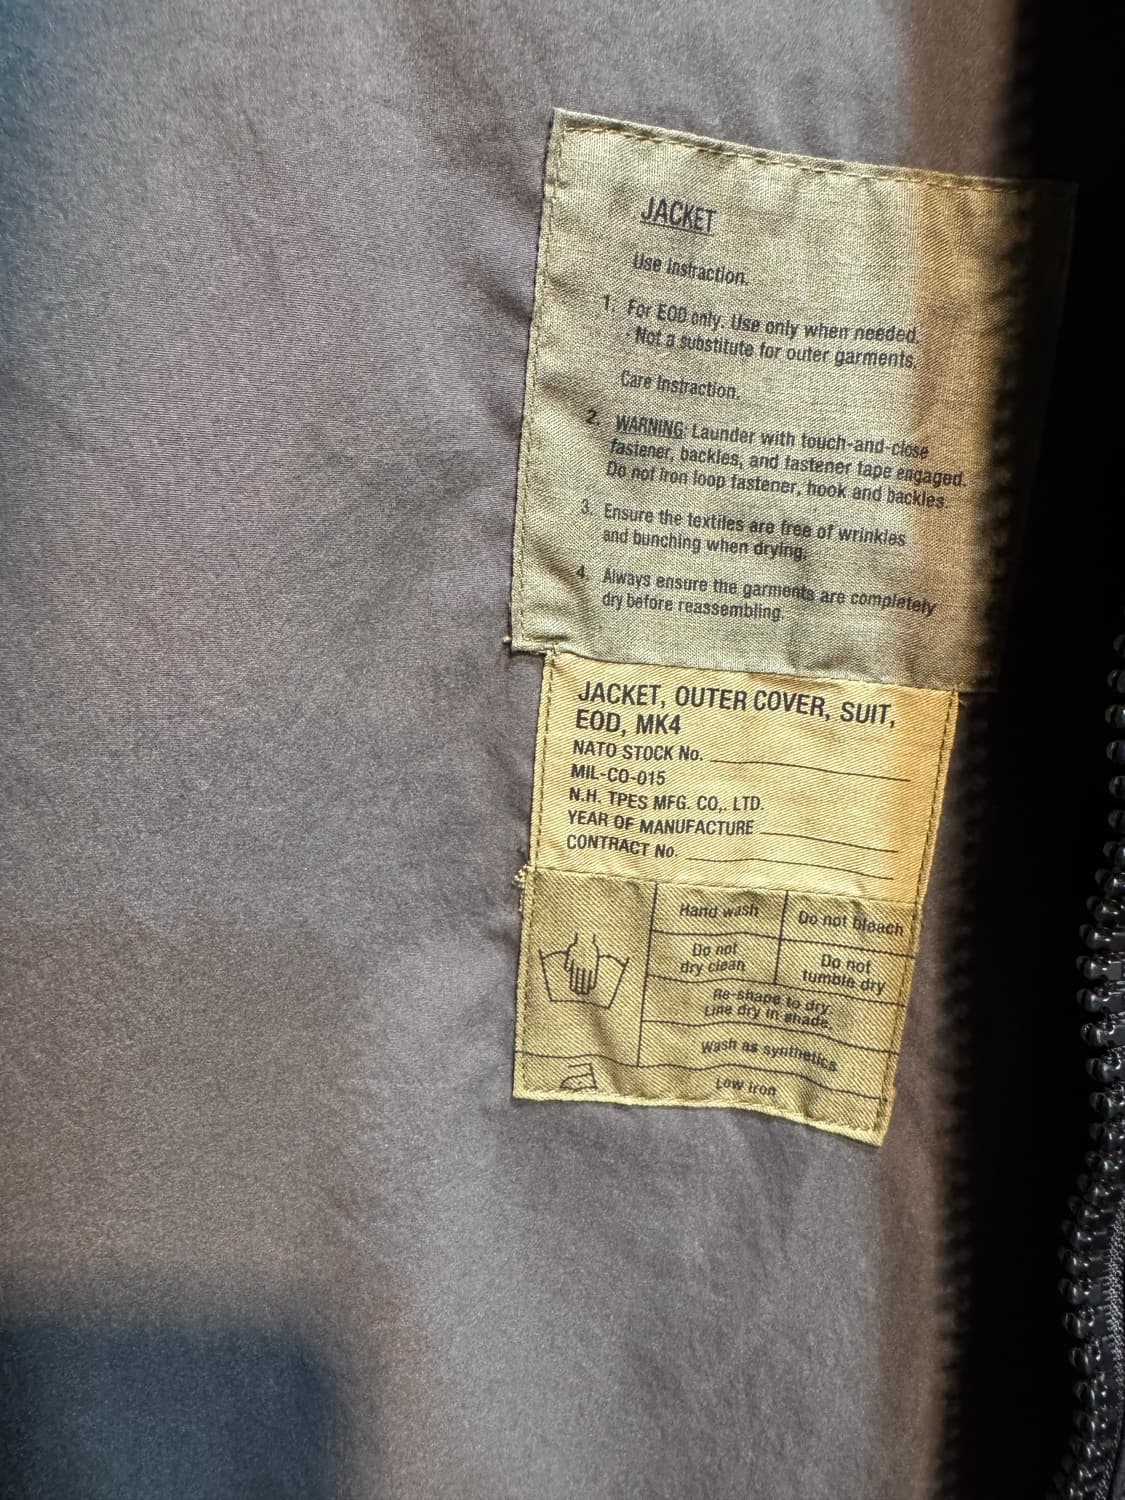 JACKET
Use Instraction.
1. For EOD only. Use only when needed.
· Not a substitute for outer garments.
Care Instraction.
2. WARNING: Launder with touch-and-close
fastener, backles, and fastener tape engaged.
Do not iron loop fastener, hook and backles.
3. Ensure the textiles are free of wrinkles
and bunching when drying.
4. Always ensure the garments are completely
dry before reassembling.
JACKET, OUTER COVER, SUIT,
EOD, MK4
NATO STOCK No.
MIL-CO-015
N.H. TPES MFG. CO,. LTD.
YEAR OF MANUFACTURE
CONTRACT No.
Hand wash
Do not bleach
Do not
dry clean
Do not
tumble dry
Re-shape to dry.
Line dry in shade.
Wash as synthetics
Low iron